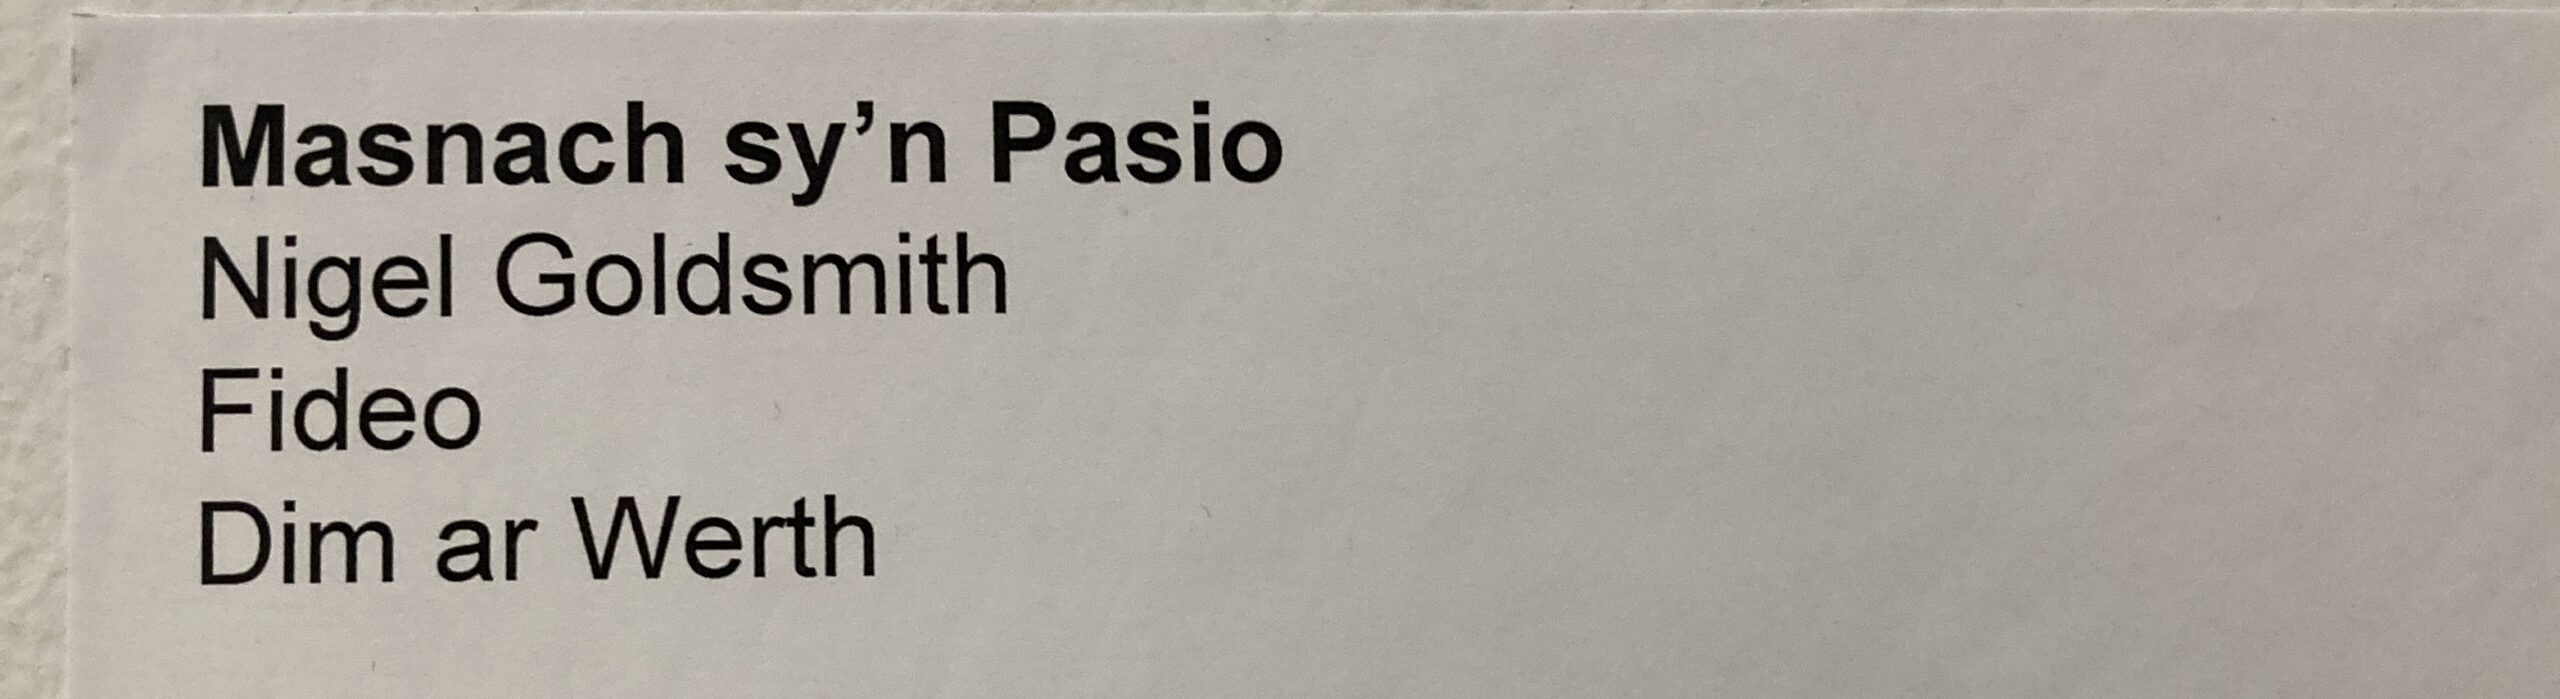 Masnach sy’n Pasio
Nigel Goldsmith
Fideo
Dim ar Werth